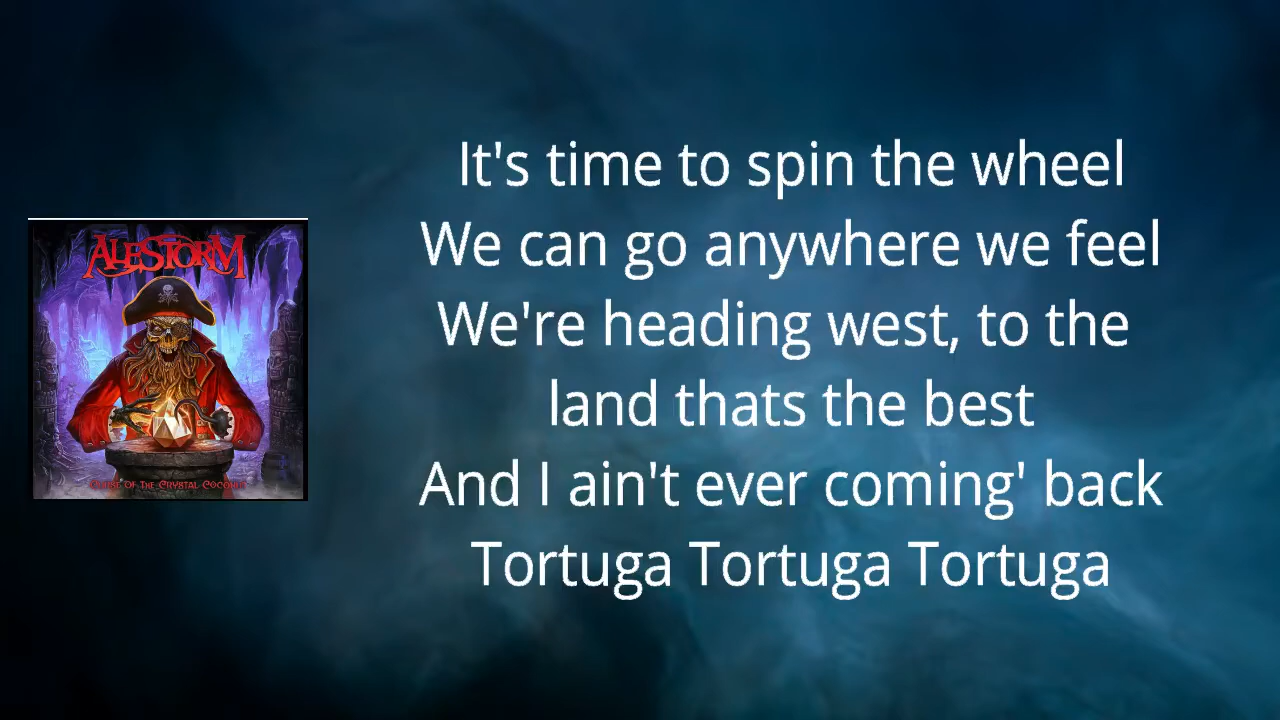 ALESTORM
CURSE OF THE CRYSTAL COCONUT
It's time to spin the wheel
We can go anywhere we feel
We're heading west, to the
land thats the best
And I ain't ever coming' back
Tortuga Tortuga Tortuga